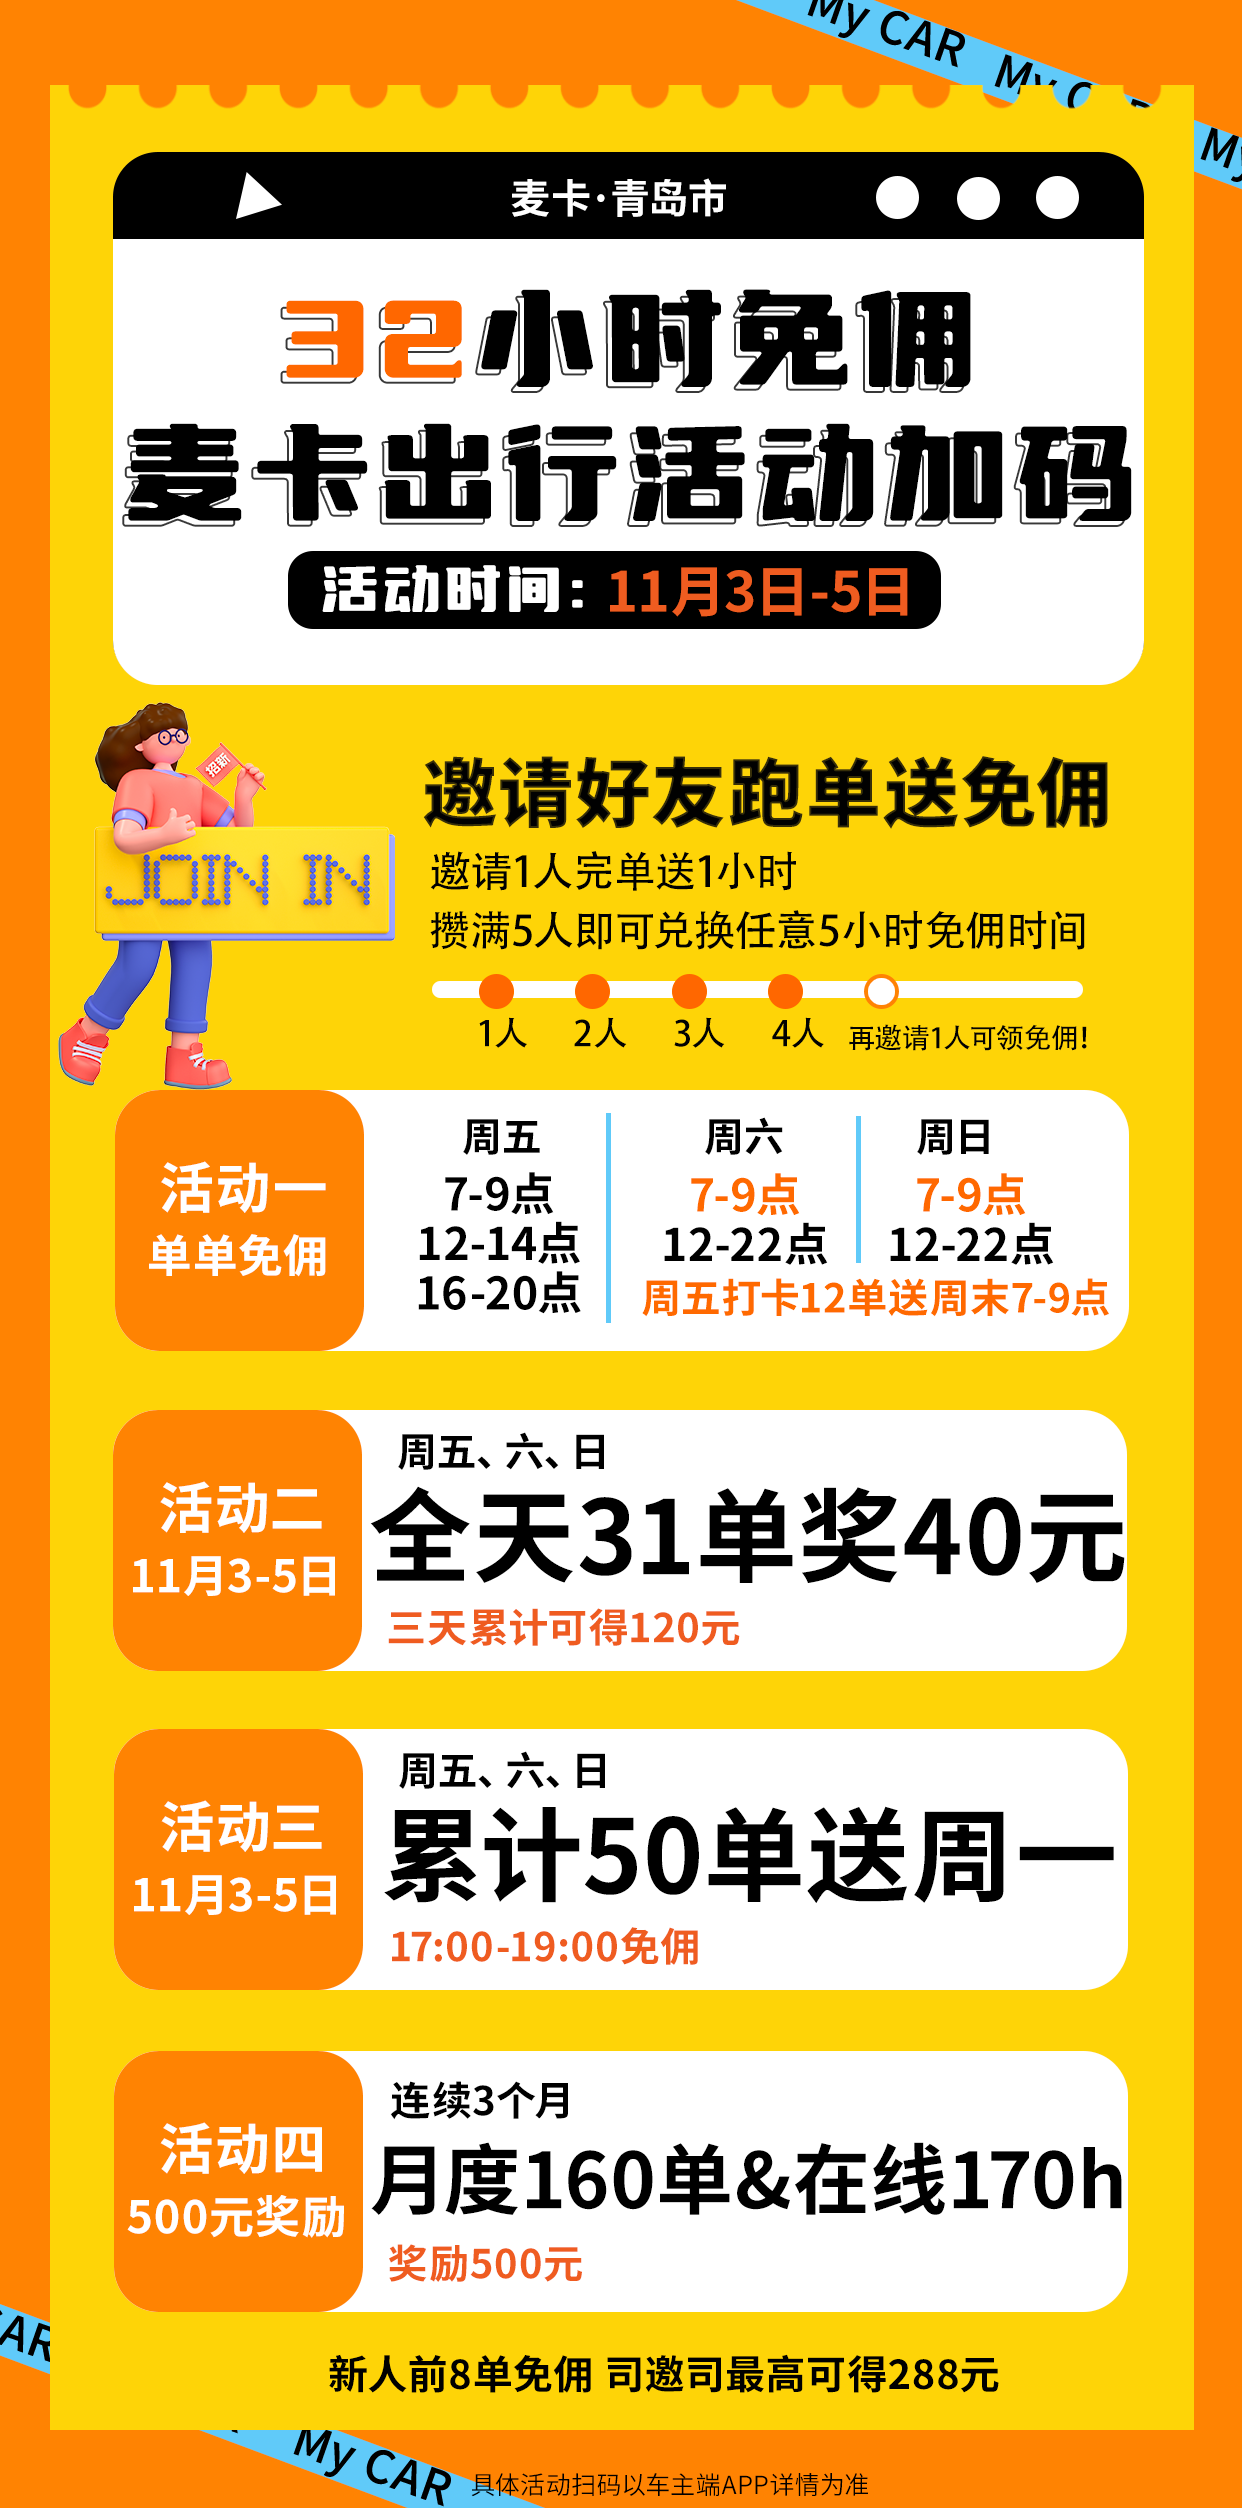 My CAR
My C
My
麦卡·青岛市
32小时免佣
麦卡出行活动加码
活动时间：11月3日-5日
招新
JOIN IN
邀请好友跑单送免佣
邀请1人完单送1小时
攒满5人即可兑换任意5小时免佣时间
1人 2人 3人 4人 再邀请1人可领免佣!
活动一
单单免佣
周五
7-9点
12-14点
16-20点
周六
7-9点
12-22点
周日
7-9点
12-22点
周五打卡12单送周末7-9点
活动二
11月3-5日
周五、六、日
全天31单奖40元
三天累计可得120元
活动三
11月3-5日
周五、六、日
累计50单送周一
17:00-19:00免佣
活动四
500元奖励
连续3个月
月度160单&在线170h
奖励500元
CAR
新人前8单免佣 司邀司最高可得288元
My CAR
具体活动扫码以车主端APP详情为准